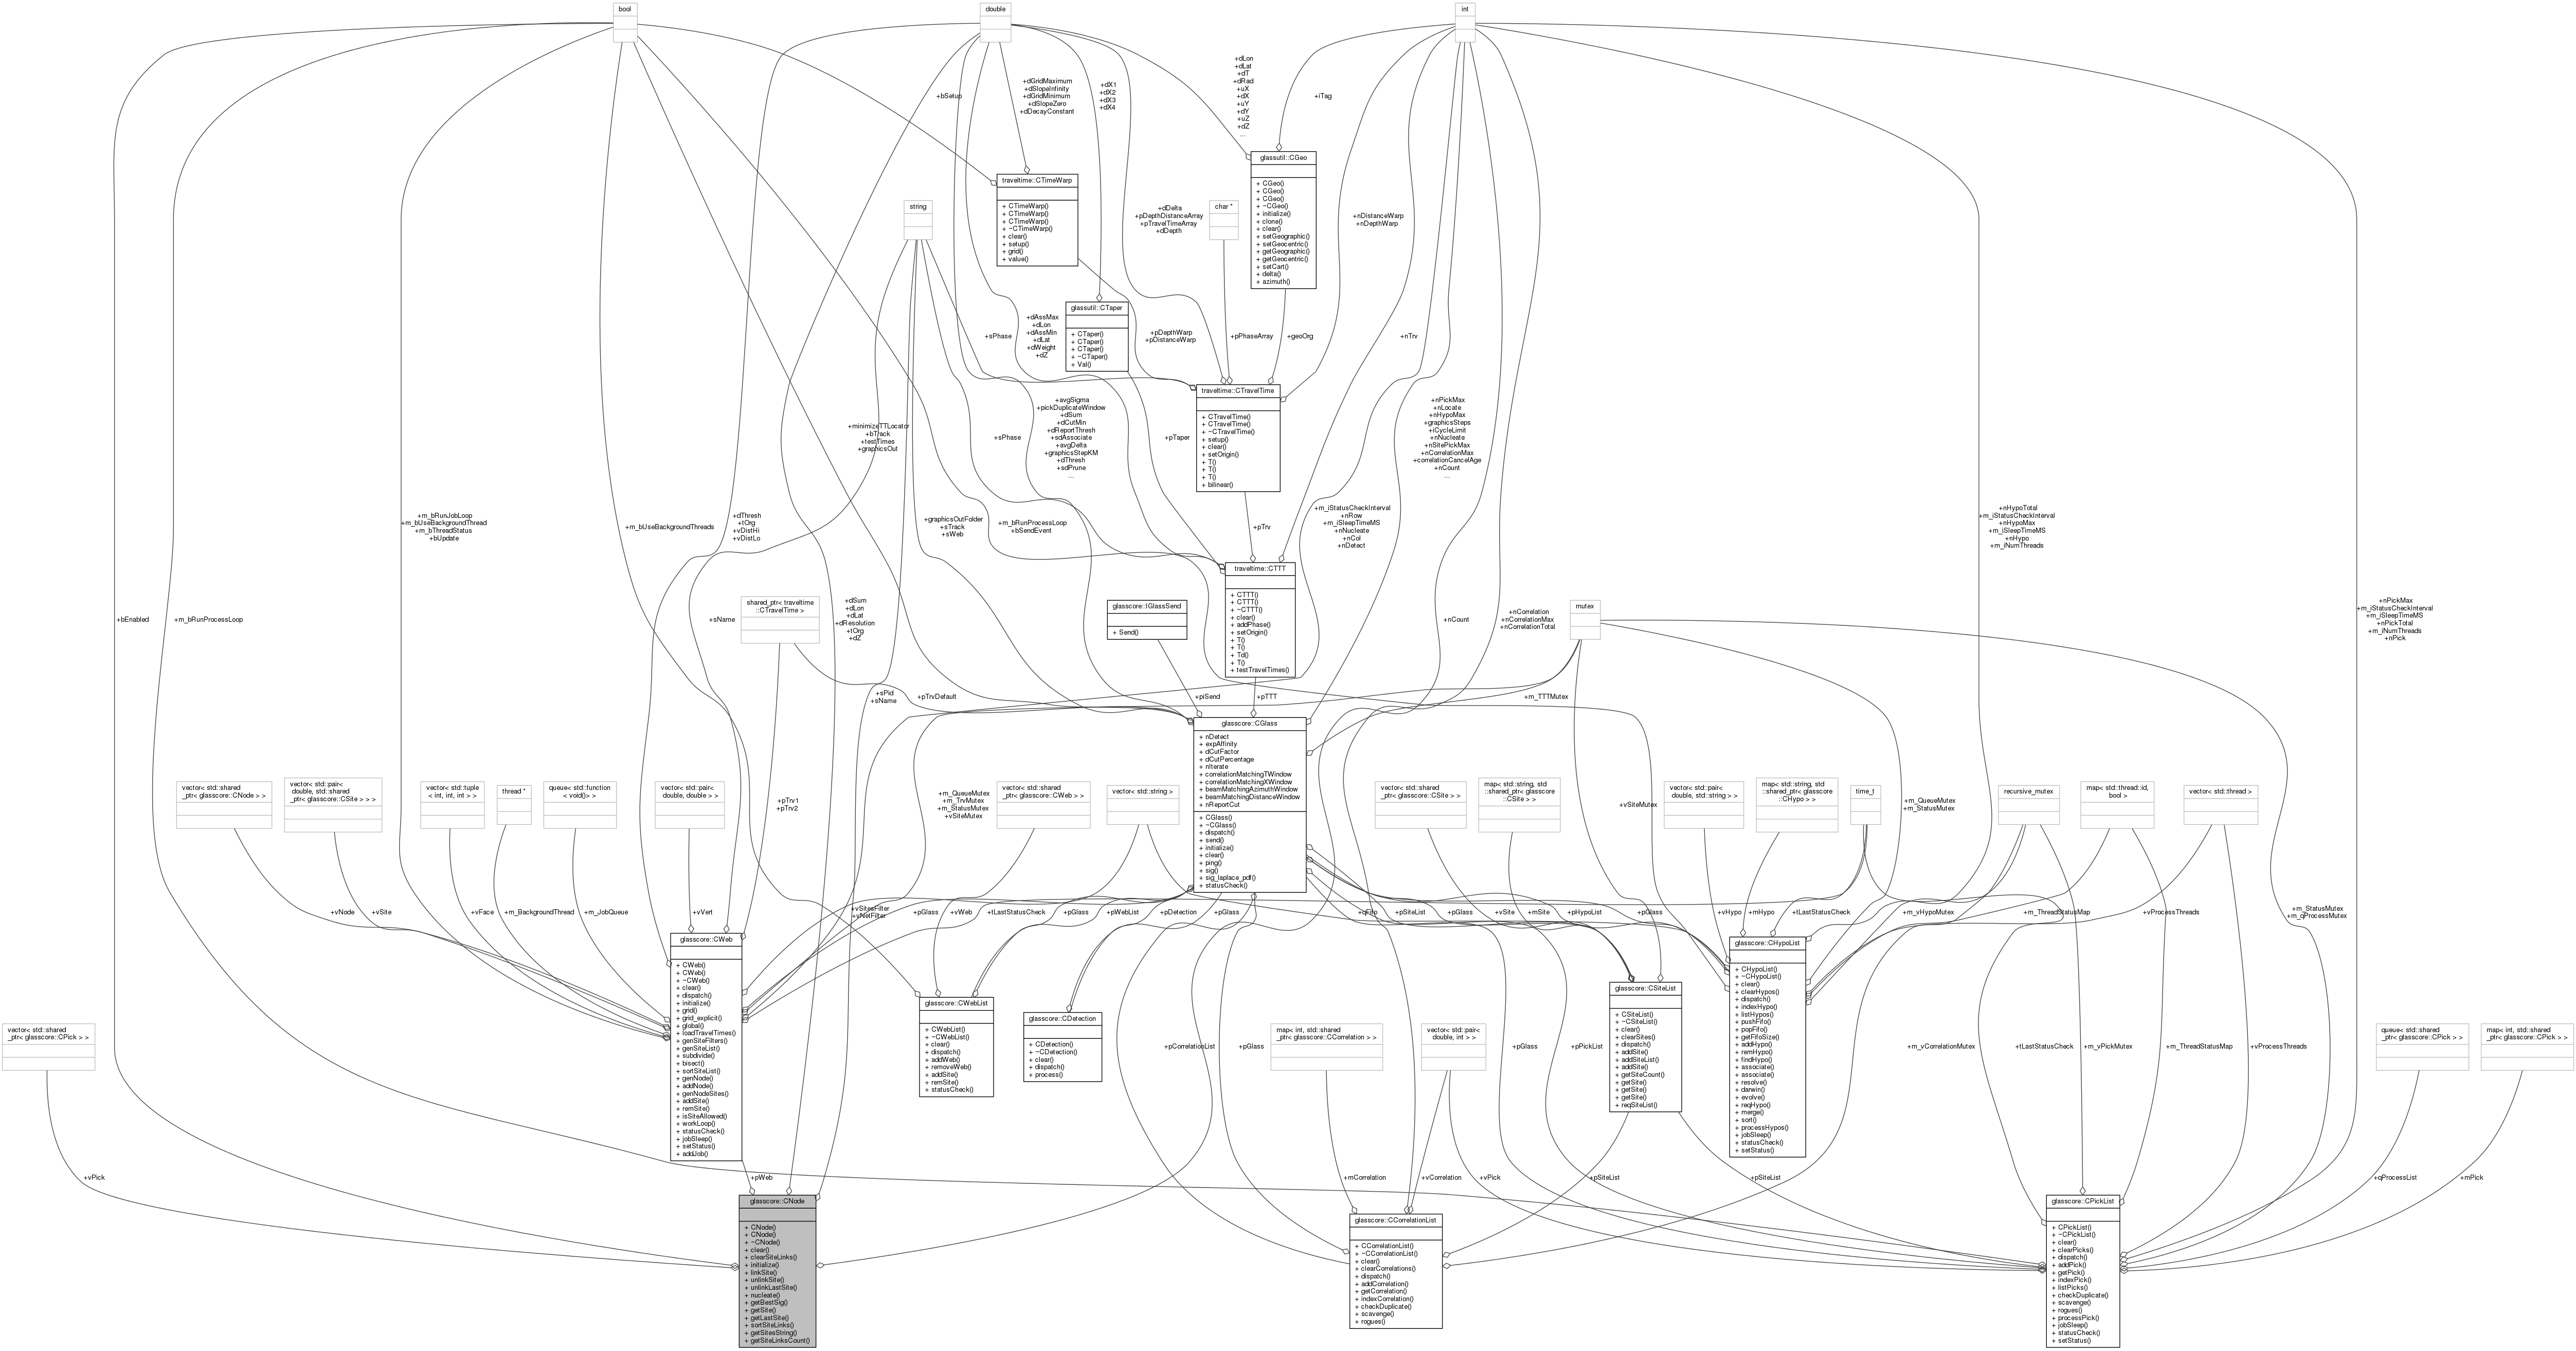 bool
double
int
+bSetup
+dGridMaximum
+dSlopeInfinity
+dGridMinimum
+dSlopeZero
+dDecayConstant
+dX1
+dX2
+dX3
+dX4
+dLon
+dLat
+dT
+dRad
+uX
+dX
+uY
+dY
+uZ
+dZ
...
+iTag
glassutil::CGeo
+ CGeo()
+ CGeo()
+ CGeo()
+ ~CGeo()
+ initialize()
+ clone()
+ clear()
+ setGeographic()
+ setGeocentric()
+ getGeographic()
+ getGeocentric()
+ setCart()
+ delta()
+ azimuth()
traveltime::CTimeWarp
+ CTimeWarp()
+ CTimeWarp()
+ CTimeWarp()
+ ~CTimeWarp()
+ clear()
+ setup()
+ grid()
+ value()
string
char *
+dDelta
+pDepthDistanceArray
+pTravelTimeArray
+dDepth
+nDistanceWarp
+nDepthWarp
glassutil::CTaper
+ CTaper()
+ CTaper()
+ CTaper()
+ ~CTaper()
+ Val()
+sPhase
+dAssMax
+dLon
+dAssMin
+dLat
+dWeight
+dZ
+pDepthWarp
+pDistanceWarp
+pPhaseArray
+geoOrg
+nTrv
traveltime::CTravelTime
+ CTravelTime()
+ CTravelTime()
+ ~CTravelTime()
+ setup()
+ clear()
+ setOrigin()
+ T()
+ T()
+ T()
+ bilinear()
+minimizeTTLocator
+bTrack
+testTimes
+graphicsOut
+sPhase
+avgSigma
+pickDuplicateWindow
+dSum
+dCutMin
+dReportThresh
+sdAssociate
+avgDelta
+graphicsStepKM
+dThresh
+sdPrune
...
+pTaper
+nPickMax
+nLocate
+nHypoMax
+graphicsSteps
+iCycleLimit
+nNucleate
+nSitePickMax
+nCorrelationMax
+correlationCancelAge
+nCount
...
+m_bRunJobLoop
+m_bUseBackgroundThread
+m_bThreadStatus
+bUpdate
+m_bUseBackgroundThreads
+dThresh
+tOrg
+vDistHi
+vDistLo
+graphicsOutFolder
+sTrack
+sWeb
+m_bRunProcessLoop
+bSendEvent
+pTrv
+m_iStatusCheckInterval
+nRow
+m_iSleepTimeMS
+nNucleate
+nCol
+nDetect
+nHypoTotal
+m_iStatusCheckInterval
+nHypoMax
+m_iSleepTimeMS
+nHypo
+m_iNumThreads
traveltime::CTTT
+ CTTT()
+ CTTT()
+ ~CTTT()
+ clear()
+ addPhase()
+ setOrigin()
+ T()
+ T()
+ Td()
+ T()
+ testTravelTimes()
+bEnabled
+m_bRunProcessLoop
+sName
shared_ptr< traveltime
::CTravelTime >
+dSum
+dLon
+dLat
+dResolution
+tOrg
+dZ
glasscore::IGlassSend
+ Send()
+nCount
+nCorrelation
+nCorrelationMax
+nCorrelationTotal
mutex
+nPickMax
+m_iStatusCheckInterval
+m_iSleepTimeMS
+nPickTotal
+m_iNumThreads
+nPick
+sPid
+sName
+pTrvDefault
+piSend
+pTTT
+m_TTTMutex
glasscore::CGlass
+ nDetect
+ expAffinity
+ dCutFactor
+ dCutPercentage
+ nIterate
+ correlationMatchingTWindow
+ correlationMatchingXWindow
+ beamMatchingAzimuthWindow
+ beamMatchingDistanceWindow
+ nReportCut
+ CGlass()
+ ~CGlass()
+ dispatch()
+ send()
+ initialize()
+ clear()
+ ping()
+ sig()
+ sig_laplace_pdf()
+ statusCheck()
vector< std::shared
_ptr< glasscore::CNode > >
vector< std::pair<
double, std::shared
_ptr< glasscore::CSite > > >
vector< std::tuple
< int, int, int > >
thread *
queue< std::function
< void()> >
vector< std::pair<
double, double > >
+pTrv1
+pTrv2
+m_QueueMutex
+m_TrvMutex
+m_StatusMutex
+vSiteMutex
vector< std::shared
_ptr< glasscore::CWeb > >
vector< std::string >
vector< std::shared
_ptr< glasscore::CSite > >
map< std::string, std
::shared_ptr< glasscore
::CSite > >
+vSiteMutex
vector< std::pair<
double, std::string > >
map< std::string, std
::shared_ptr< glasscore
::CHypo > >
time_t
+m_QueueMutex
+m_StatusMutex
recursive_mutex
map< std::thread::id,
bool >
vector< std::thread >
+vNode
+vSite
+vFace
+m_BackgroundThread
+m_JobQueue
+vVert
+vSitesFilter
+vNetFilter
+pGlass
+vWeb
+tLastStatusCheck
+pGlass
+pWebList
+pDetection
+pGlass
+qFifo
+pSiteList
+pGlass
+vSite
+mSite
+pHypoList
+pGlass
+vHypo
+mHypo
+tLastStatusCheck
+m_vHypoMutex
+m_ThreadStatusMap
+vProcessThreads
+m_StatusMutex
+m_qProcessMutex
glasscore::CWeb
+ CWeb()
+ CWeb()
+ ~CWeb()
+ clear()
+ dispatch()
+ initialize()
+ grid()
+ grid_explicit()
+ global()
+ loadTravelTimes()
+ genSiteFilters()
+ genSiteList()
+ subdivide()
+ bisect()
+ sortSiteList()
+ genNode()
+ addNode()
+ genNodeSites()
+ addSite()
+ remSite()
+ isSiteAllowed()
+ workLoop()
+ statusCheck()
+ jobSleep()
+ setStatus()
+ addJob()
glasscore::CWebList
+ CWebList()
+ ~CWebList()
+ clear()
+ dispatch()
+ addWeb()
+ removeWeb()
+ addSite()
+ remSite()
+ statusCheck()
glasscore::CDetection
+ CDetection()
+ ~CDetection()
+ clear()
+ dispatch()
+ process()
glasscore::CSiteList
+ CSiteList()
+ ~CSiteList()
+ clear()
+ clearSites()
+ dispatch()
+ addSite()
+ addSiteList()
+ addSite()
+ getSiteCount()
+ getSite()
+ getSite()
+ getSite()
+ reqSiteList()
glasscore::CHypoList
+ CHypoList()
+ ~CHypoList()
+ clear()
+ clearHypos()
+ dispatch()
+ indexHypo()
+ listHypos()
+ pushFifo()
+ popFifo()
+ getFifoSize()
+ addHypo()
+ remHypo()
+ findHypo()
+ associate()
+ associate()
+ resolve()
+ darwin()
+ evolve()
+ reqHypo()
+ merge()
+ sort()
+ processHypos()
+ jobSleep()
+ statusCheck()
+ setStatus()
vector< std::shared
_ptr< glasscore::CPick > >
+pCorrelationList
+pGlass
map< int, std::shared
_ptr< glasscore::CCorrelation > >
vector< std::pair<
double, int > >
+pGlass
+pPickList
+m_vCorrelationMutex
+tLastStatusCheck
+m_vPickMutex
+m_ThreadStatusMap
+vProcessThreads
queue< std::shared
_ptr< glasscore::CPick > >
map< int, std::shared
_ptr< glasscore::CPick > >
+vPick
+pWeb
+mCorrelation
+vCorrelation
+vPick
+pSiteList
+pSiteList
+qProcessList
+mPick
glasscore::CNode
+ CNode()
+ CNode()
+ ~CNode()
+ clear()
+ clearSiteLinks()
+ initialize()
+ linkSite()
+ unlinkSite()
+ unlinkLastSite()
+ nucleate()
+ getBestSig()
+ getSite()
+ getLastSite()
+ sortSiteLinks()
+ getSitesString()
+ getSiteLinksCount()
glasscore::CCorrelationList
+ CCorrelationList()
+ ~CCorrelationList()
+ clear()
+ clearCorrelations()
+ dispatch()
+ addCorrelation()
+ getCorrelation()
+ indexCorrelation()
+ checkDuplicate()
+ scavenge()
+ rogues()
glasscore::CPickList
+ CPickList()
+ ~CPickList()
+ clear()
+ clearPicks()
+ dispatch()
+ addPick()
+ getPick()
+ indexPick()
+ listPicks()
+ checkDuplicate()
+ scavenge()
+ rogues()
+ processPick()
+ jobSleep()
+ statusCheck()
+ setStatus()